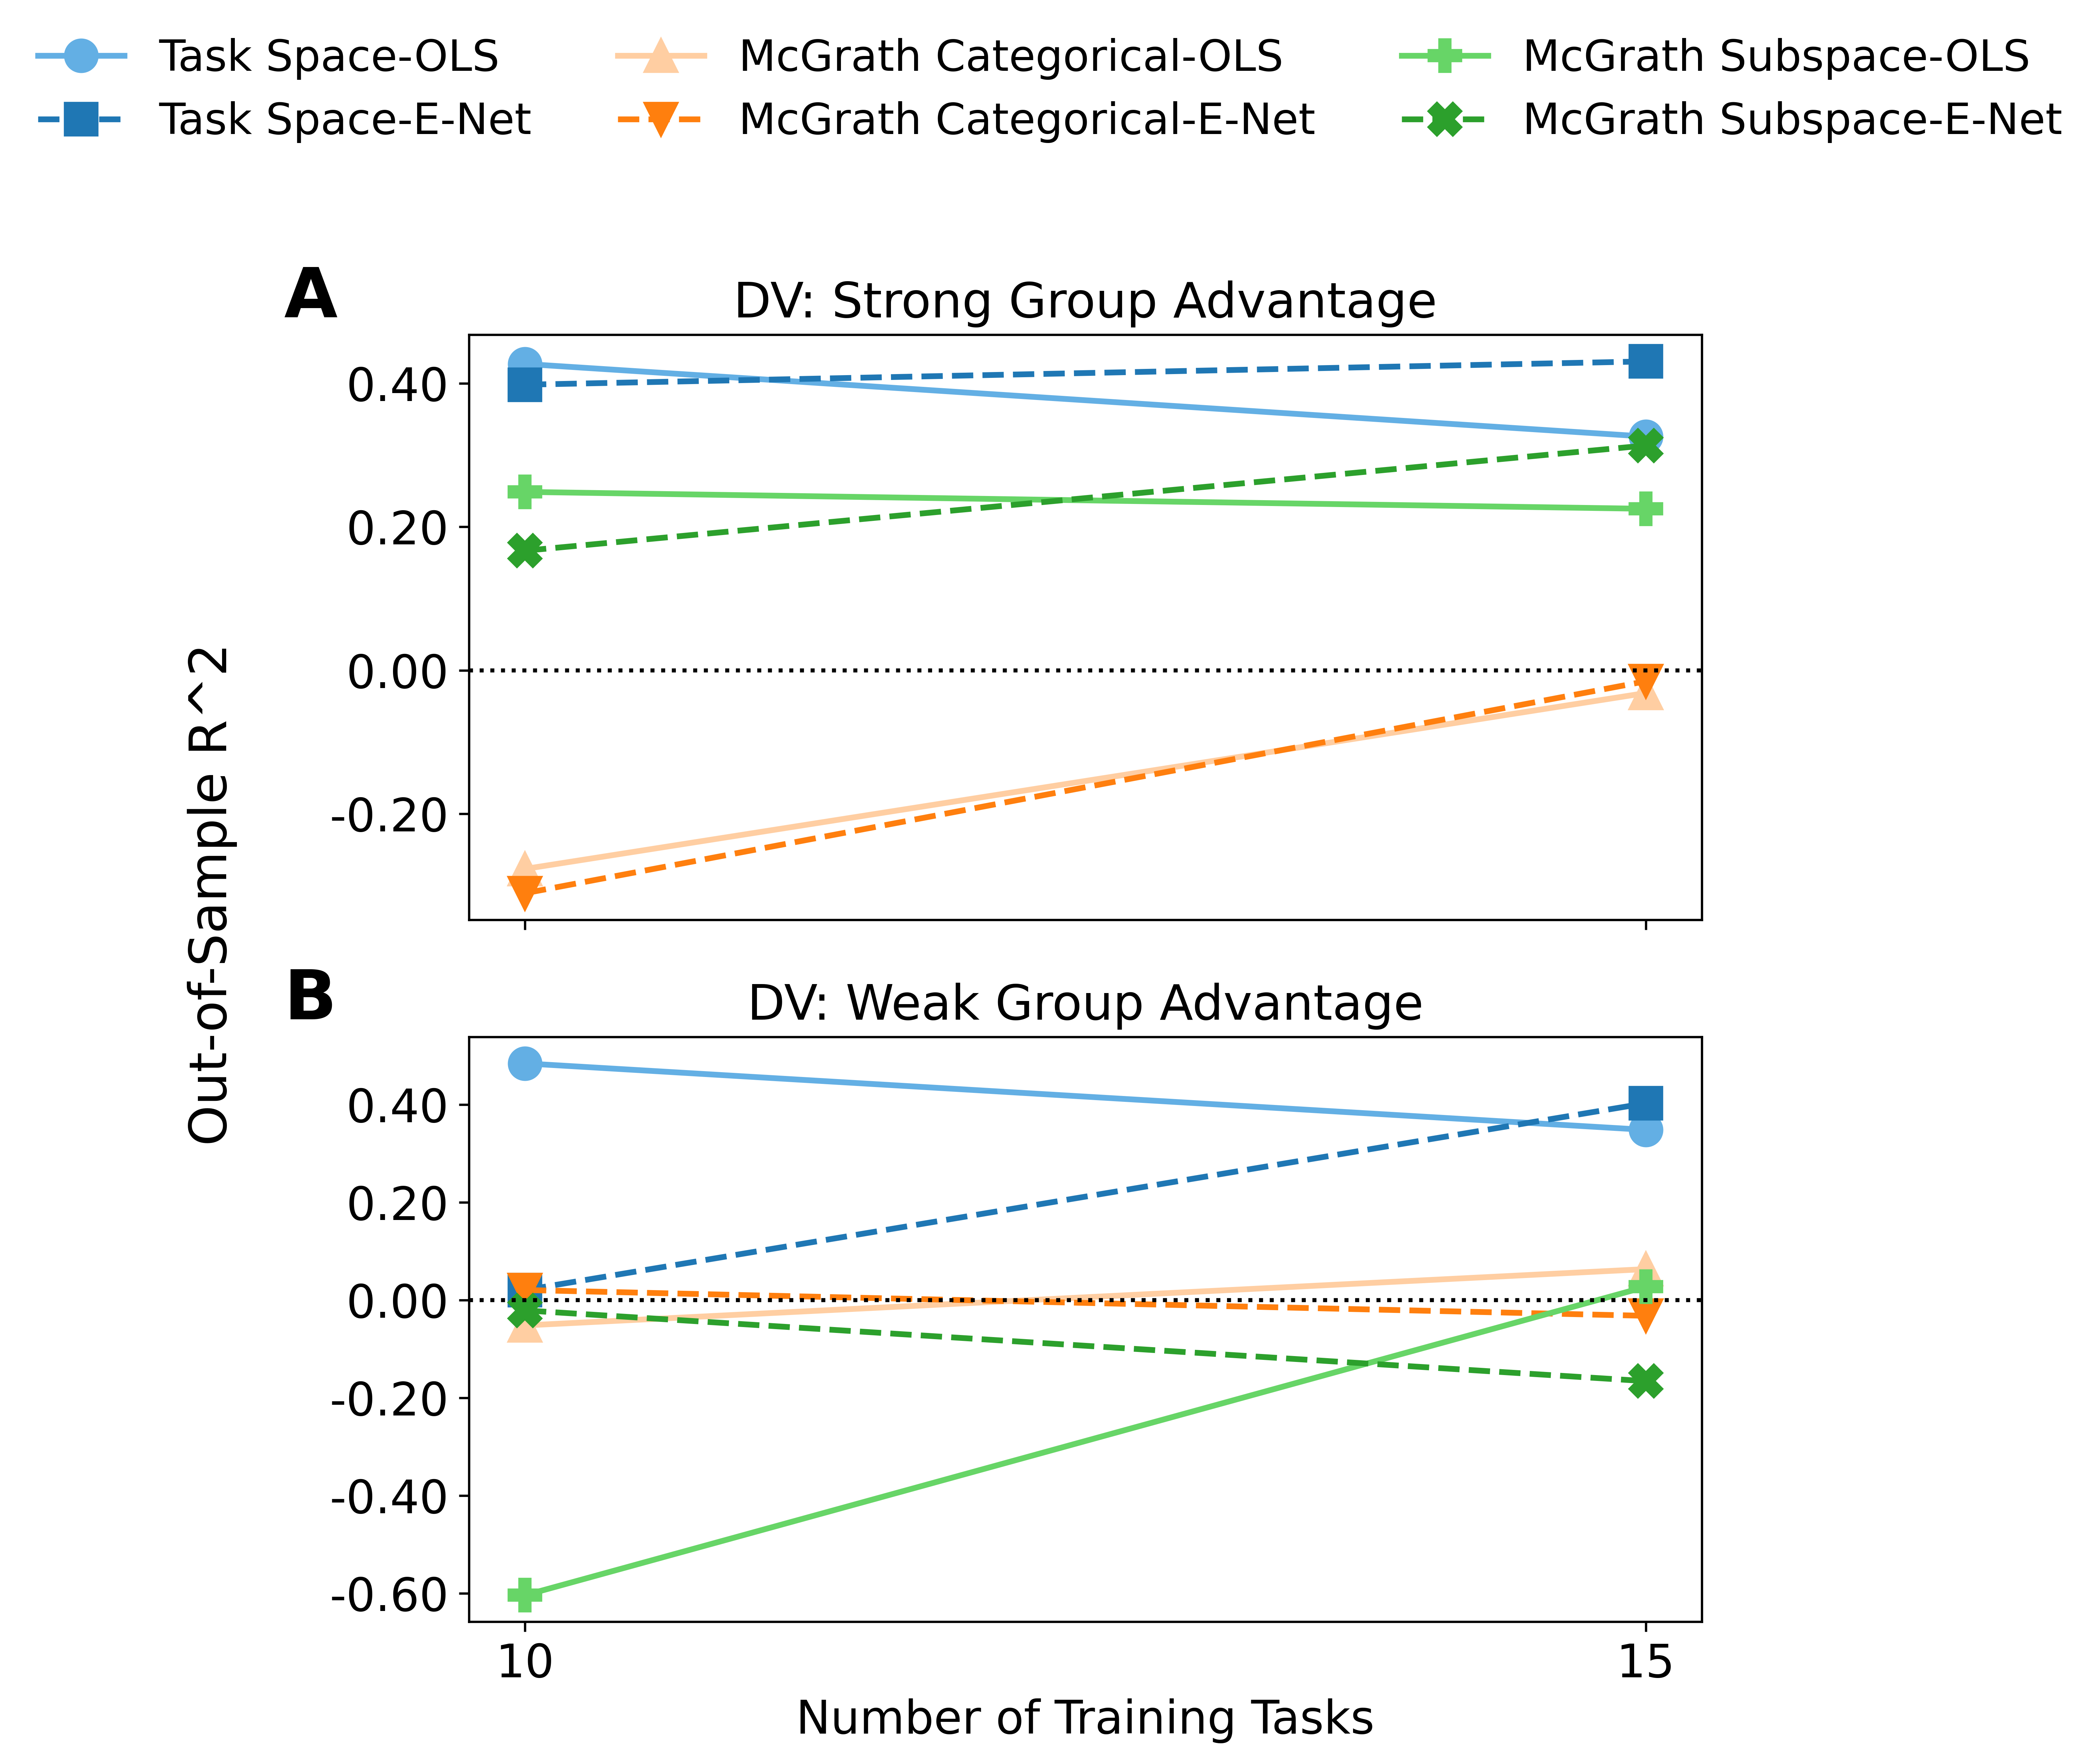 Task Space-OLS
McGrath Categorical-OLS
McGrath Subspace-OLS
Task Space-E-Net
McGrath Categorical-E-Net
McGrath Subspace-E-Net
A
DV: Strong Group Advantage
0.40
0.20
0.00
-0.20
Out-of-Sample R^2
B
DV: Weak Group Advantage
0.40
0.20
0.00
-0.20
-0.40
-0.60
10
15
Number of Training Tasks